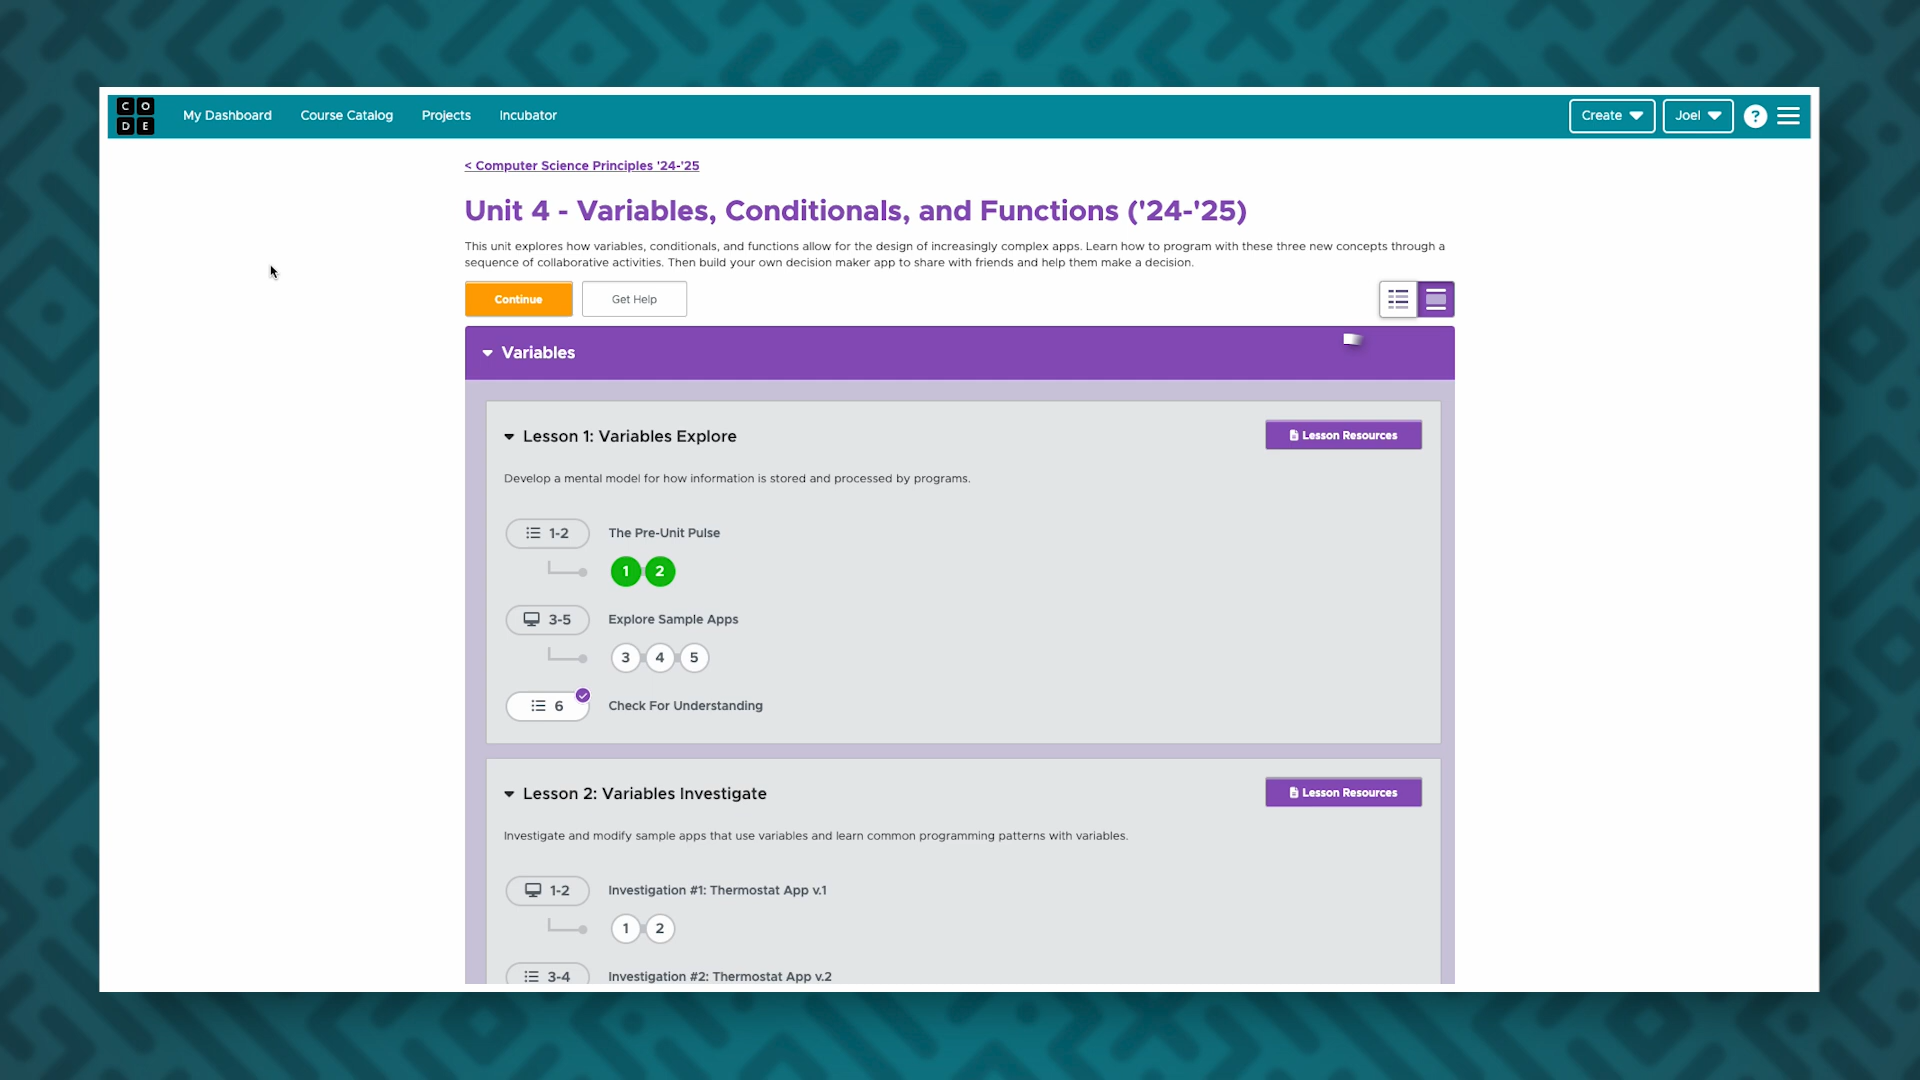 CODE
My Dashboard Course Catalog Projects Incubator Create Joel ?
< Computer Science Principles '24-'25
Unit 4 - Variables, Conditionals, and Functions ('24-'25)
This unit explores how variables, conditionals, and functions allow for the design of increasingly complex apps. Learn how to program with these three new concepts through a
sequence of collaborative activities. Then build your own decision maker app to share with friends and help them make a decision.
Continue Get Help
Variables
Lesson 1: Variables Explore Lesson Resources
Develop a mental model for how information is stored and processed by programs.
1-2 The Pre-Unit Pulse
1 2
3-5 Explore Sample Apps
3 4 5
6 Check For Understanding
Lesson 2: Variables Investigate Lesson Resources
Investigate and modify sample apps that use variables and learn common programming patterns with variables.
1-2 Investigation #1: Thermostat App v.1
1 2
3-4 Investigation #2: Thermostat App v.2